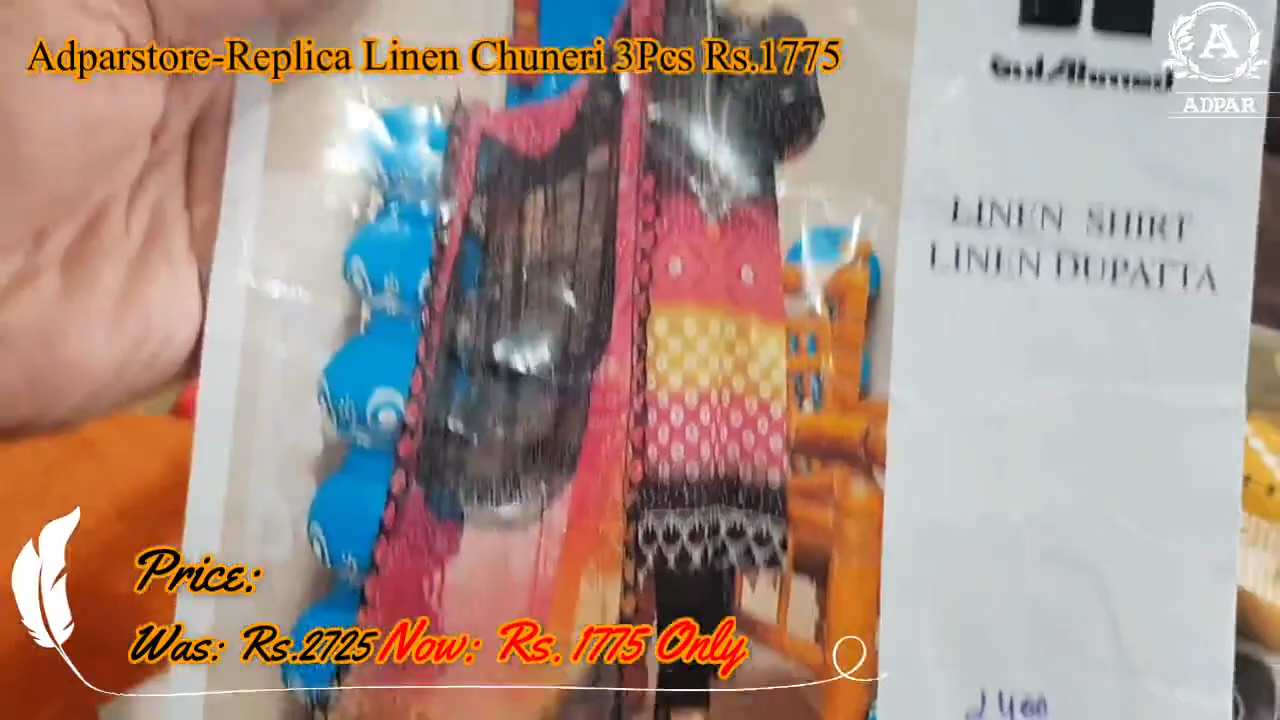 Adparstore-Replica Linen Chuneri 3Pcs Rs.1775
A
ADPAR
GulAhmed
LINEN SHIRT
LINEN DUPATTA
Price:
Was: Rs.2725 Now: Rs. 1775 Only